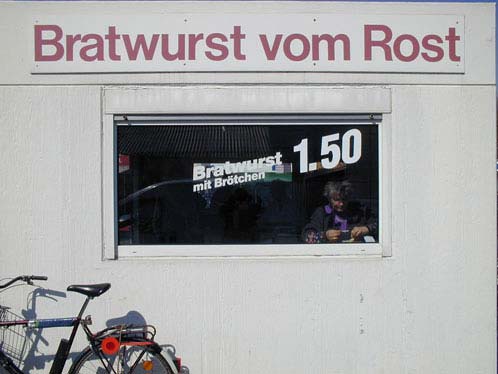 Bratwurst vom Rost
Bratwurst 1.50
mit Brötchen